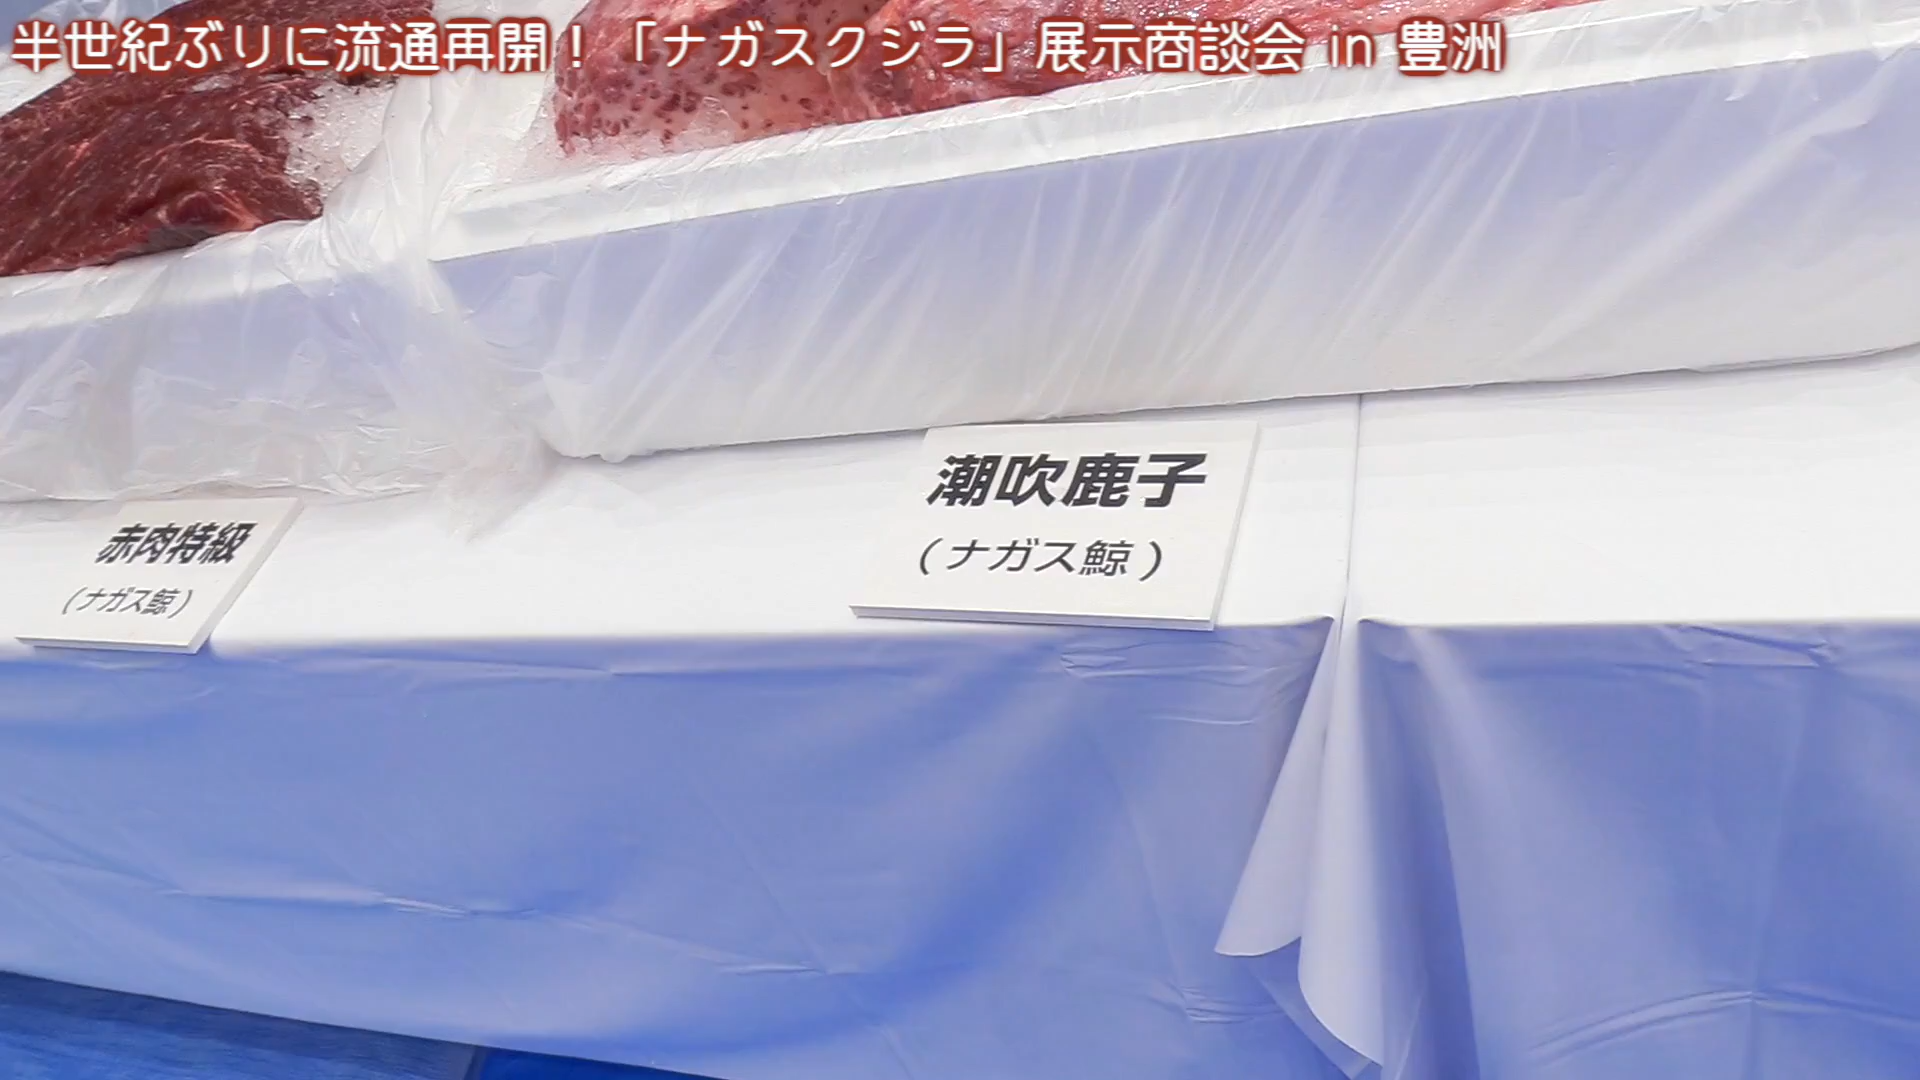 半世紀ぶりに流通再開！「ナガスクジラ」展示商談会 in 豊洲
潮吹鹿子
(ナガス鯨)
赤肉特級
(ナガス鯨)